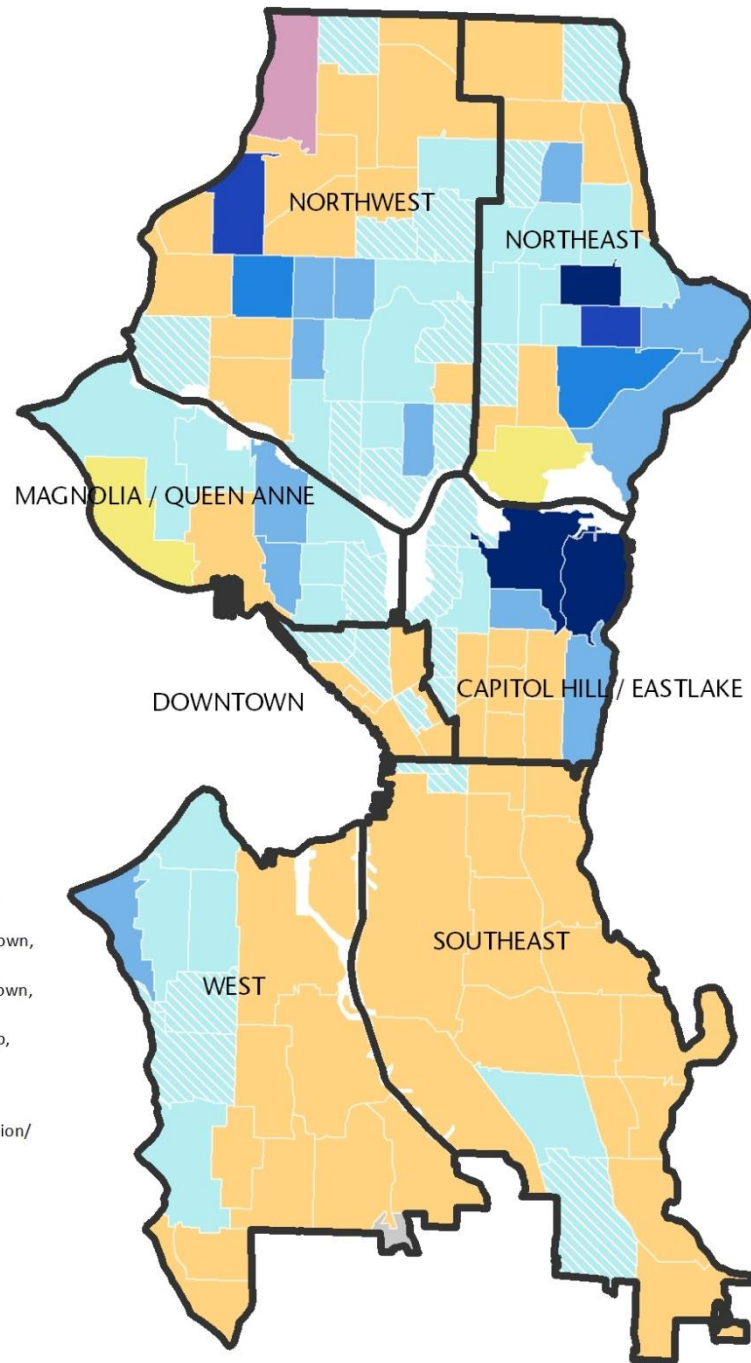 NORTHWEST
NORTHEAST
MAGNOLIA / QUEEN ANNE
DOWNTOWN
CAPITOL HILL / EASTLAKE
SOUTHEAST
WEST